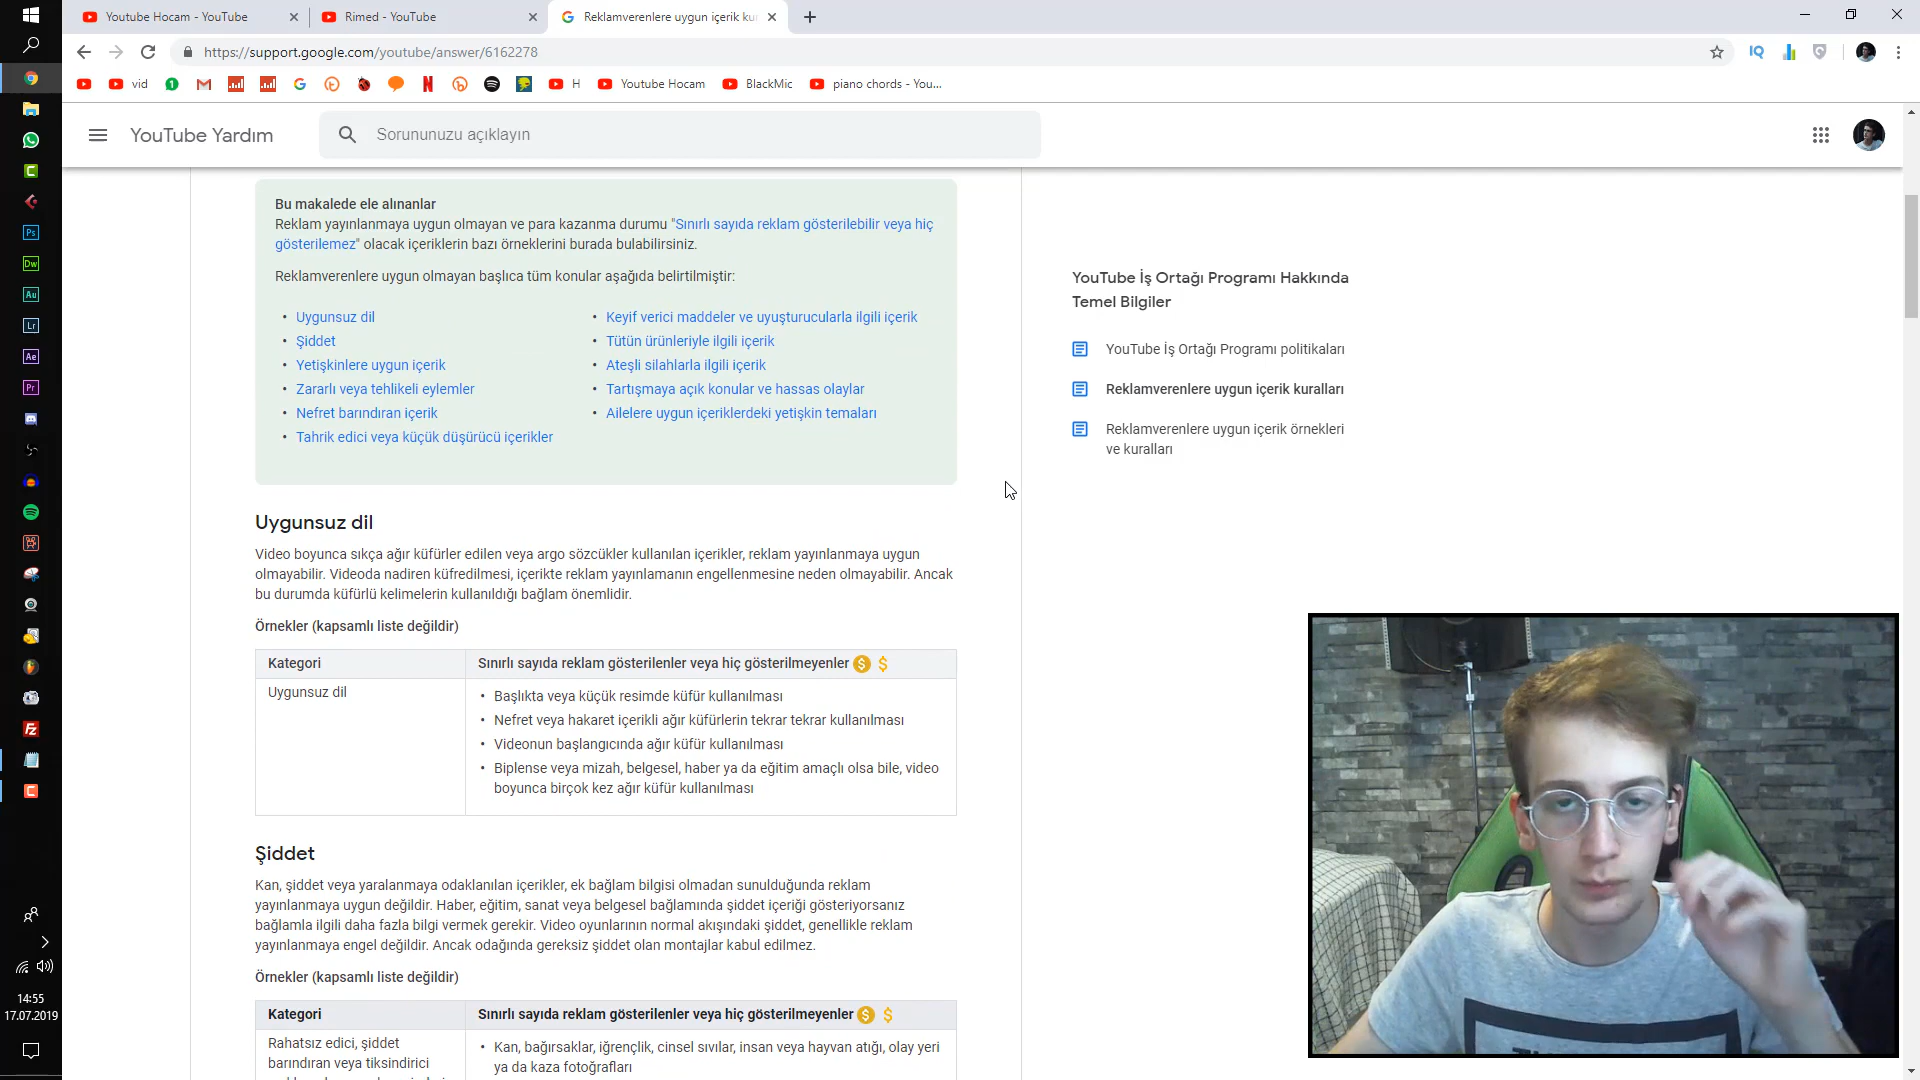 Youtube Hocam - YouTube
Rimed - YouTube
Reklamverenlere uygun içerik ku
https://support.google.com/youtube/answer/6162278
vid
H
Youtube Hocam
BlackMic
piano chords - You...
YouTube Yardım
Sorununuzu açıklayın
Bu makalede ele alınanlar
Reklam yayınlanmaya uygun olmayan ve para kazanma durumu "Sınırlı sayıda reklam gösterilebilir veya hiç
gösterilemez" olacak içeriklerin bazı örneklerini burada bulabilirsiniz.
Reklamverenlere uygun olmayan başlıca tüm konular aşağıda belirtilmiştir:
• Uygunsuz dil
• Şiddet
• Yetişkinlere uygun içerik
• Zararlı veya tehlikeli eylemler
• Nefret barındıran içerik
• Tahrik edici veya küçük düşürücü içerikler
• Keyif verici maddeler ve uyuşturucularla ilgili içerik
• Tütün ürünleriyle ilgili içerik
• Ateşli silahlarla ilgili içerik
• Tartışmaya açık konular ve hassas olaylar
• Ailelere uygun içeriklerdeki yetişkin temaları
YouTube İş Ortağı Programı Hakkında
Temel Bilgiler
YouTube İş Ortağı Programı politikaları
Reklamverenlere uygun içerik kuralları
Reklamverenlere uygun içerik örnekleri
ve kuralları
Uygunsuz dil
Video boyunca sıkça ağır küfürler edilen veya argo sözcükler kullanılan içerikler, reklam yayınlanmaya uygun
olmayabilir. Videoda nadiren küfredilmesi, içerikte reklam yayınlamanın engellenmesine neden olmayabilir. Ancak
bu durumda küfürlü kelimelerin kullanıldığı bağlam önemlidir.
Örnekler (kapsamlı liste değildir)
Kategori
Sınırlı sayıda reklam gösterilenler veya hiç gösterilmeyenler
Uygunsuz dil
• Başlıkta veya küçük resimde küfür kullanılması
• Nefret veya hakaret içerikli ağır küfürlerin tekrar tekrar kullanılması
• Videonun başlangıcında ağır küfür kullanılması
• Biplense veya mizah, belgesel, haber ya da eğitim amaçlı olsa bile, video
boyunca birçok kez ağır küfür kullanılması
Şiddet
Kan, şiddet veya yaralanmaya odaklanılan içerikler, ek bağlam bilgisi olmadan sunulduğunda reklam
yayınlanmaya uygun değildir. Haber, eğitim, sanat veya belgesel bağlamında şiddet içeriği gösteriyorsanız
bağlamla ilgili daha fazla bilgi vermek gerekir. Video oyunlarının normal akışındaki şiddet, genellikle reklam
yayınlanmaya engel değildir. Ancak odağında gereksiz şiddet olan montajlar kabul edilmez.
Örnekler (kapsamlı liste değildir)
Kategori
Sınırlı sayıda reklam gösterilenler veya hiç gösterilmeyenler
Rahatsız edici, şiddet
barındıran veya tiksindirici
• Kan, bağırsaklar, iğrençlik, cinsel sıvılar, insan veya hayvan atığı, olay yeri
ya da kaza fotoğrafları
Ps
Dw
Au
Lr
Ae
Pr
14:55
17.07.2019